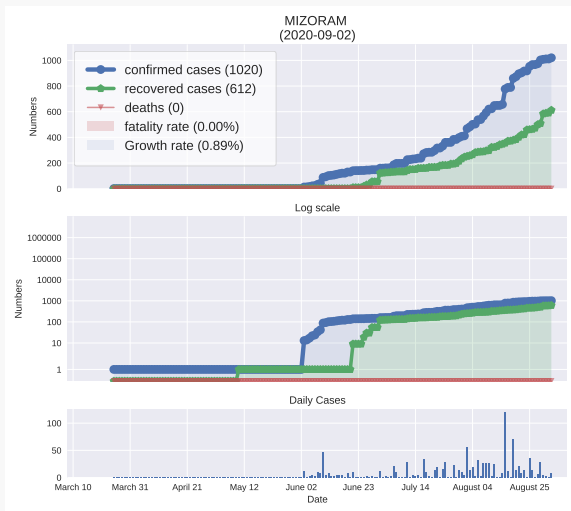 MIZORAM
(2020-09-02)
confirmed cases (1020)
recovered cases (612)
deaths (0)
fatality rate (0.00%)
Growth rate (0.89%)
Numbers
1000
800
600
400
200
0
Log scale
Numbers
1000000
100000
10000
1000
100
10
1
Daily Cases
100
50
0
March 10 March 31 April 21 May 12 June 02 June 23 July 14 August 04 August 25
Date